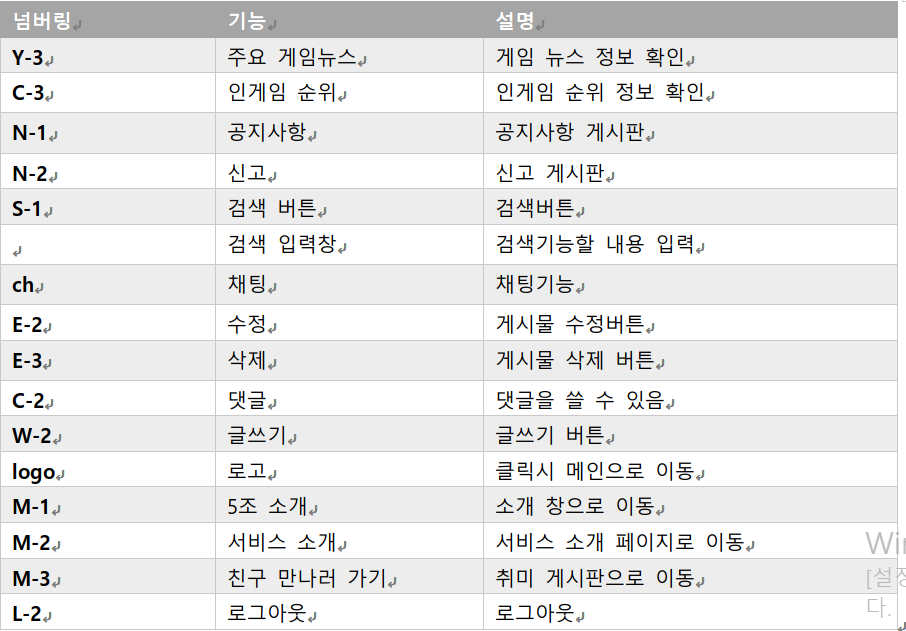 넘버링 기능 설명
Y-3 주요 게임뉴스 게임 뉴스 정보 확인
C-3 인게임 순위 인게임 순위 정보 확인
N-1 공지사항 공지사항 게시판
N-2 신고 신고 게시판
S-1 검색 버튼 검색버튼
검색 입력창 검색기능할 내용 입력
ch 채팅 채팅기능
E-2 수정 게시물 수정버튼
E-3 삭제 게시물 삭제 버튼
C-2 댓글 댓글을 쓸 수 있음
W-2 글쓰기 글쓰기 버튼
logo 로고 클릭시 메인으로 이동
M-1 5조 소개 소개 창으로 이동
M-2 서비스 소개 서비스 소개 페이지로 이동
M-3 친구 만나러 가기 취미 게시판으로 이동
L-2 로그아웃 로그아웃
다.